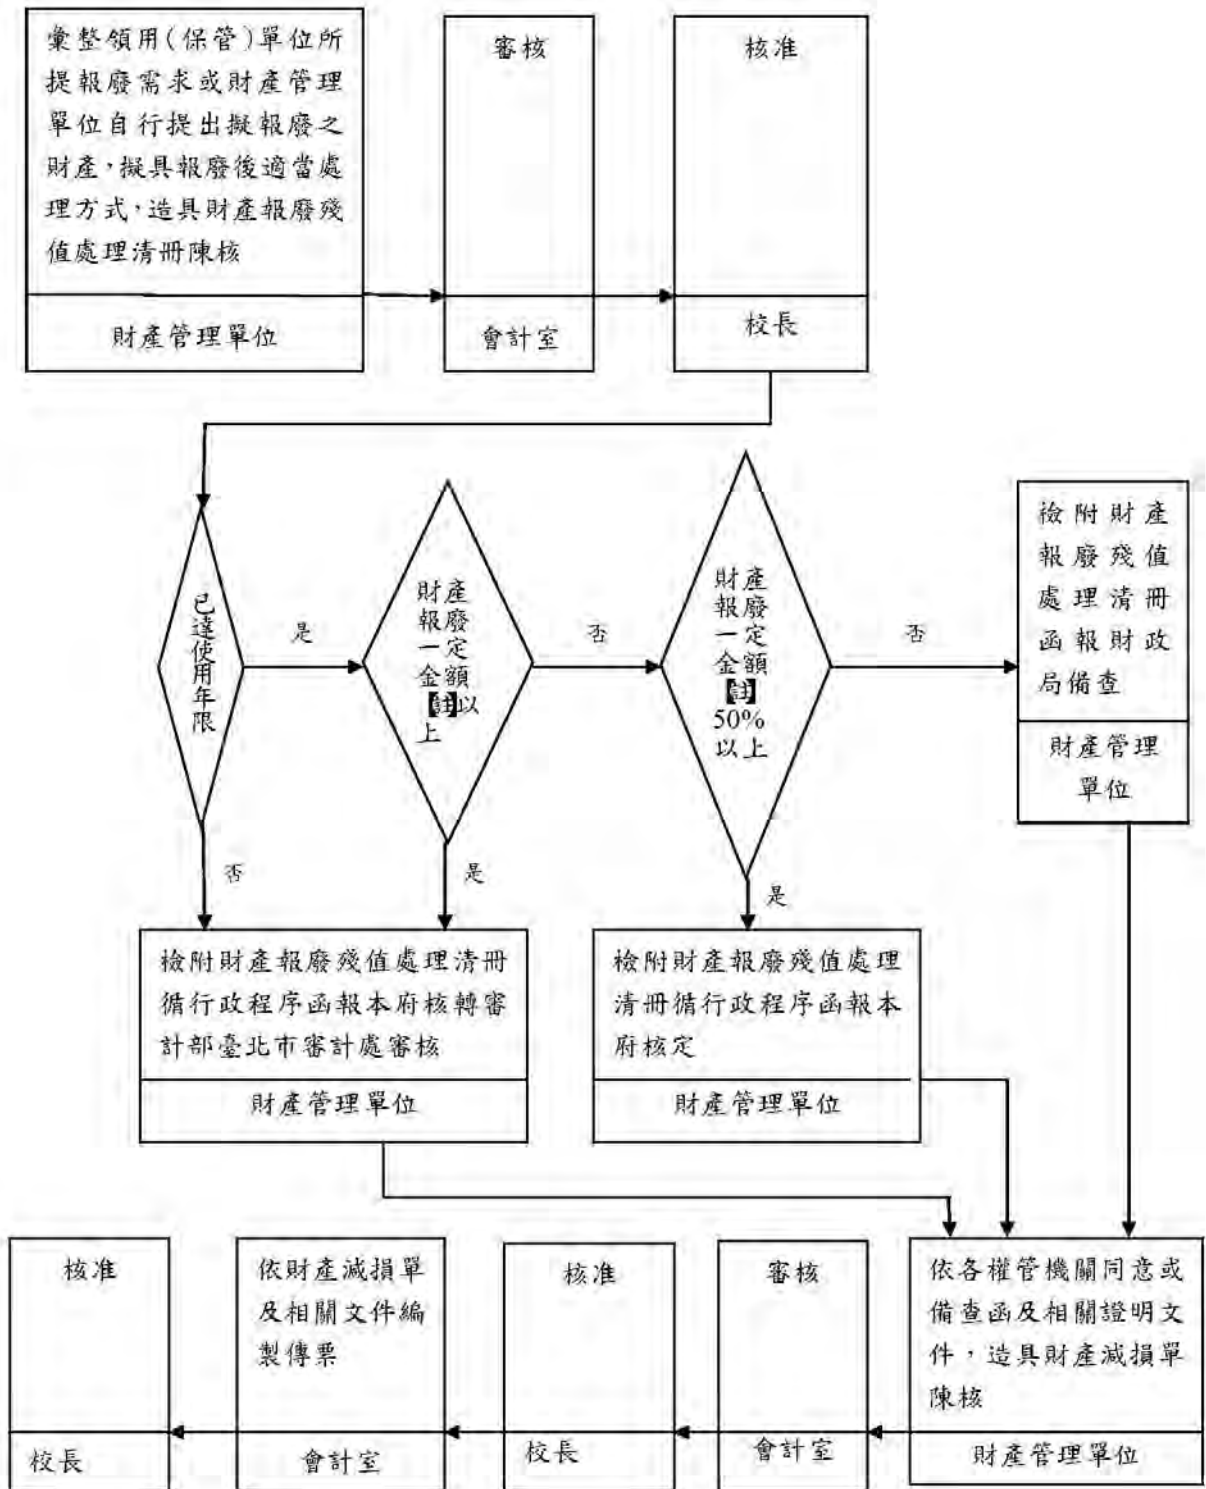 彙整領用(保管)單位所
提報廢需求或財產管理
單位自行提出擬報廢之
財產，擬具報廢後適當處
理方式，造具財產報廢殘
值處理清冊陳核
財產管理單位
審核
會計室
核准
校長
已達使用年限
是
否
財產
報廢
一定
金額
【註】以
上
否
是
財產
報廢
一定
金額
【註】
50%
以上
否
是
檢附財產
報廢殘值
處理清冊
函報財政
局備查
財產管理
單位
檢附財產報廢殘值處理清冊
循行政程序函報本府核轉審
計部臺北市審計處審核
財產管理單位
檢附財產報廢殘值處理
清冊循行政程序函報本
府核定
財產管理單位
依各權管機關同意或
備查函及相關證明文
件，造具財產減損單
陳核
財產管理單位
審核
會計室
核准
校長
依財產減損單
及相關文件編
製傳票
會計室
核准
校長